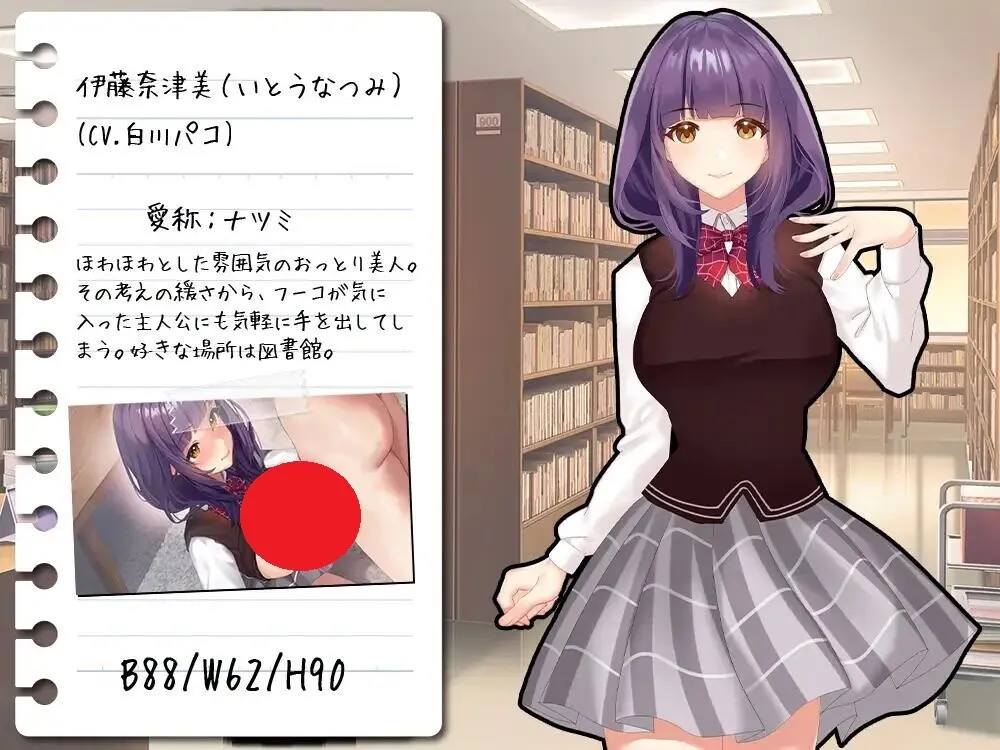 伊藤奈津美(いとうなつみ)
(CV.白川パコ)
愛称:ナツミ
ほわほわとした雰囲気のおっとり美人。
その考えの緩さから、フーコが気に
入った主人公にも気軽に手を出してし
まう。好きな場所は図書館。
B88/W62/H90
900